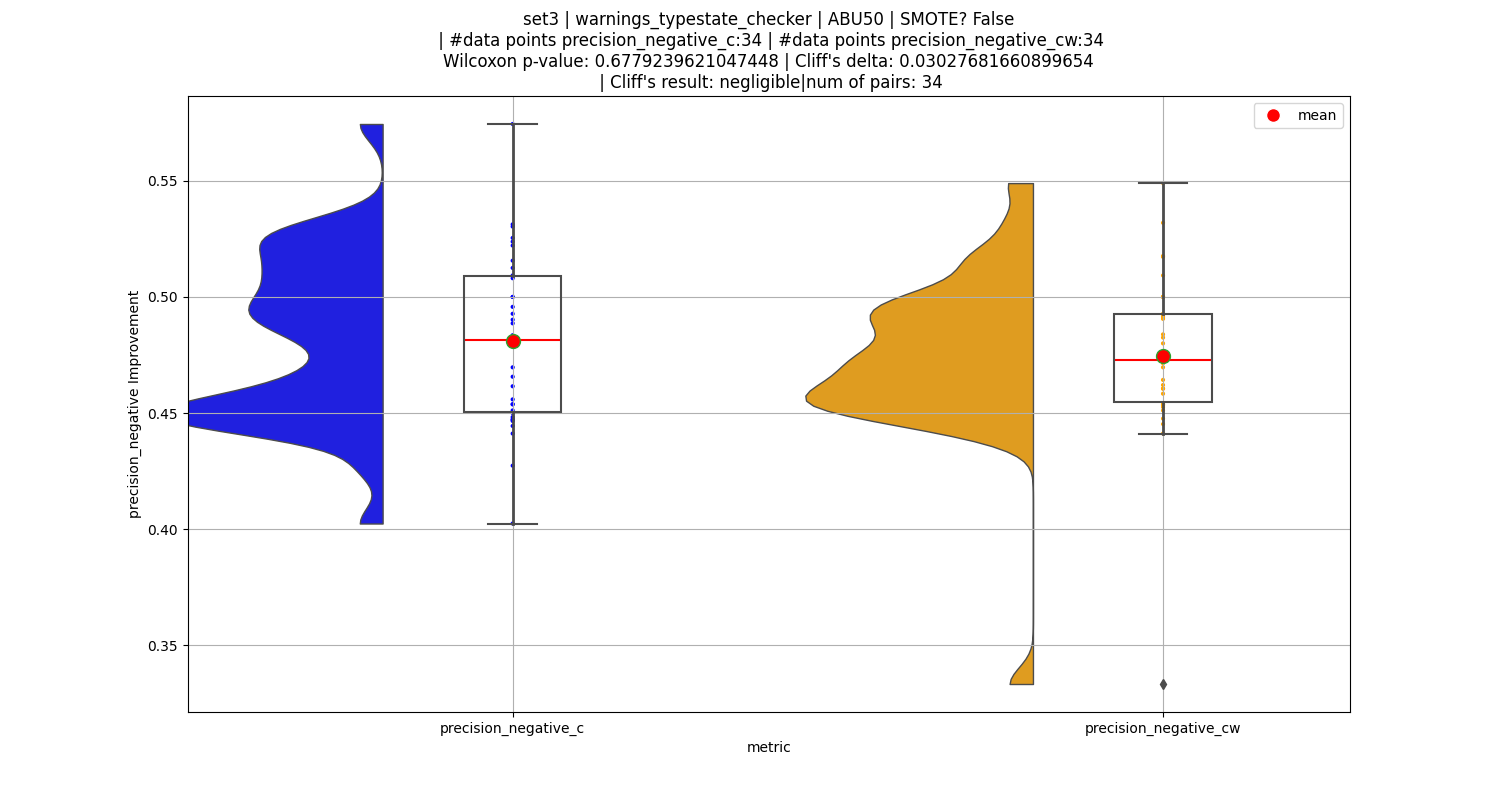 set3 | warnings_typestate_checker | ABU50 | SMOTE? False
| #data points precision_negative_c:34 | #data points precision_negative_cw:34
Wilcoxon p-value: 0.6779239621047448 | Cliff's delta: 0.03027681660899654
| Cliff's result: negligible|num of pairs: 34
mean
precision_negative Improvement
0.55
0.50
0.45
0.40
0.35
precision_negative_c
precision_negative_cw
metric